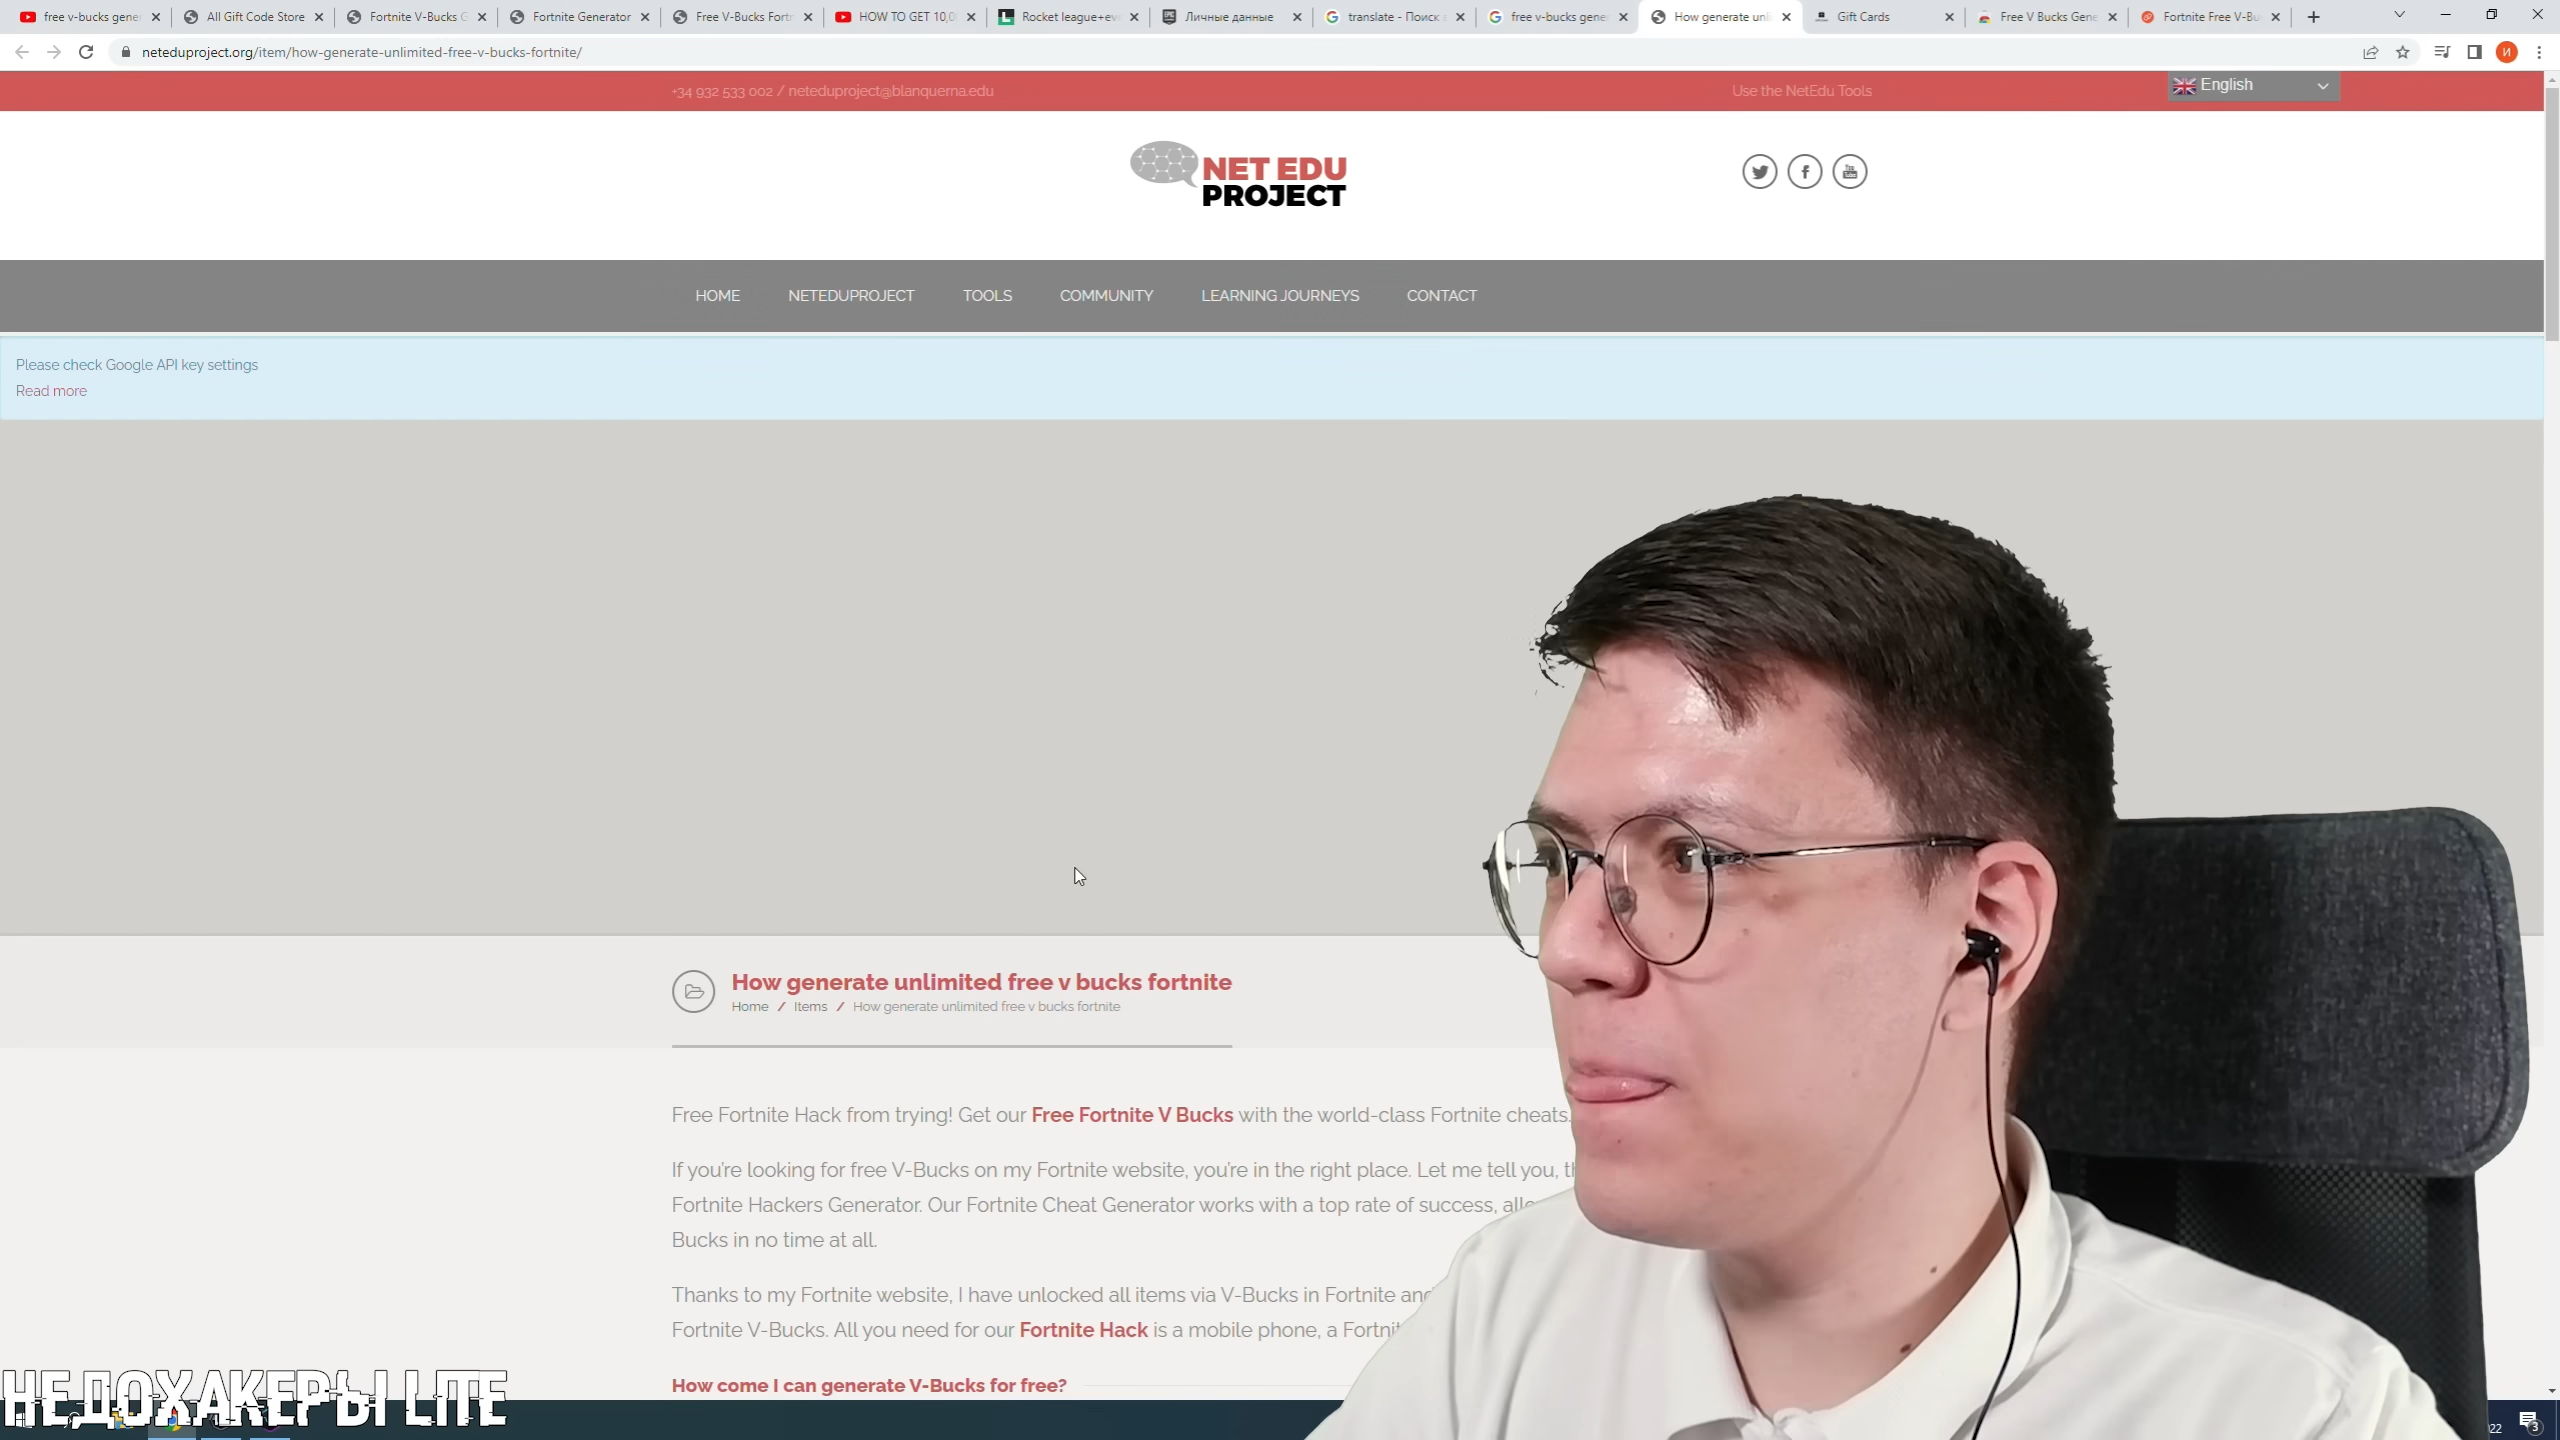 free v-bucks gener
All Gift Code Store
Fortnite V-Bucks G
Fortnite Generator
Free V-Bucks Fortn
HOW TO GET 10,0
Rocket league+eve
Личные данные
translate - Поиск в
free v-bucks gene
How generate unli
Gift Cards
Free V Bucks Gene
Fortnite Free V-Bu
neteduproject.org/item/how-generate-unlimited-free-v-bucks-fortnite/
И
+34 932 533 002 / neteduproject@blanquerna.edu
Use the NetEdu Tools
English
NET EDU
PROJECT
HOME NETEDUPROJECT TOOLS COMMUNITY LEARNING JOURNEYS CONTACT
Please check Google API key settings
Read more
How generate unlimited free v bucks fortnite
Home / Items / How generate unlimited free v bucks fortnite
Free Fortnite Hack from trying! Get our Free Fortnite V Bucks with the world-class Fortnite cheats.
If you're looking for free V-Bucks on my Fortnite website, you're in the right place. Let me tell you,
Fortnite Hackers Generator. Our Fortnite Cheat Generator works with a top rate of success,
Bucks in no time at all.
Thanks to my Fortnite website, I have unlocked all items via V-Bucks in Fortnite and
Fortnite V-Bucks. All you need for our Fortnite Hack is a mobile phone, a
How come I can generate V-Bucks for free?
НЕДОХАКЕРЫ LITE
22
3